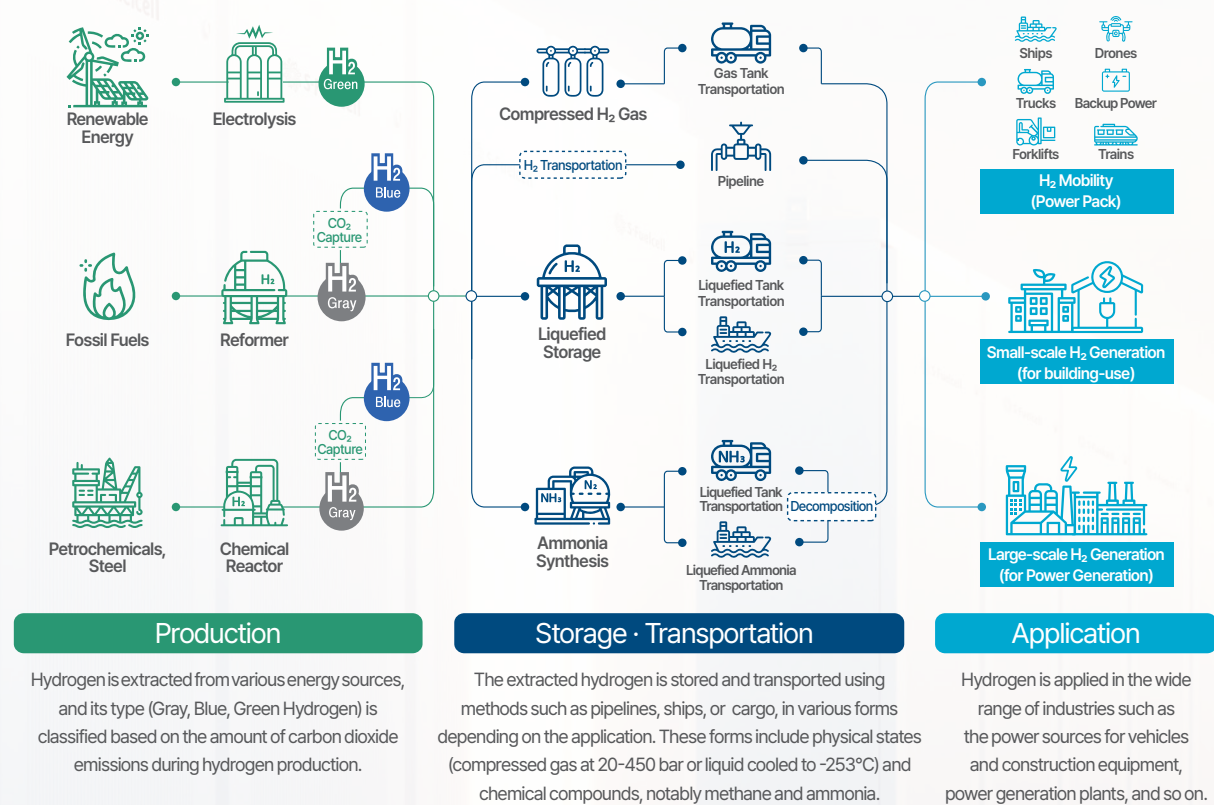 Renewable
Energy
Electrolysis
H2
Green
H2
Blue
CO₂
Capture
Fossil Fuels
H₂
Reformer
H2
Gray
H2
Blue
CO₂
Capture
Petrochemicals,
Steel
H₂
Chemical
Reactor
H2
Gray
Compressed H₂ Gas
Gas Tank
Transportation
H₂ Transportation
Pipeline
H₂
Liquefied
Storage
H₂
Liquefied Tank
Transportation
Liquefied H₂
Transportation
NH₃
N₂
Ammonia
Synthesis
NH₃
Liquefied Tank
Transportation
Decomposition
Liquefied Ammonia
Transportation
Ships
Drones
Trucks
Backup Power
Forklifts
Trains
H₂ Mobility
(Power Pack)
Small-scale H₂ Generation
(for building-use)
Large-scale H₂ Generation
(for Power Generation)
Production
Hydrogen is extracted from various energy sources,
and its type (Gray, Blue, Green Hydrogen) is
classified based on the amount of carbon dioxide
emissions during hydrogen production.
Storage · Transportation
The extracted hydrogen is stored and transported using
methods such as pipelines, ships, or cargo, in various forms
depending on the application. These forms include physical states
(compressed gas at 20-450 bar or liquid cooled to -253°C) and
chemical compounds, notably methane and ammonia.
Application
Hydrogen is applied in the wide
range of industries such as
the power sources for vehicles
and construction equipment,
power generation plants, and so on.